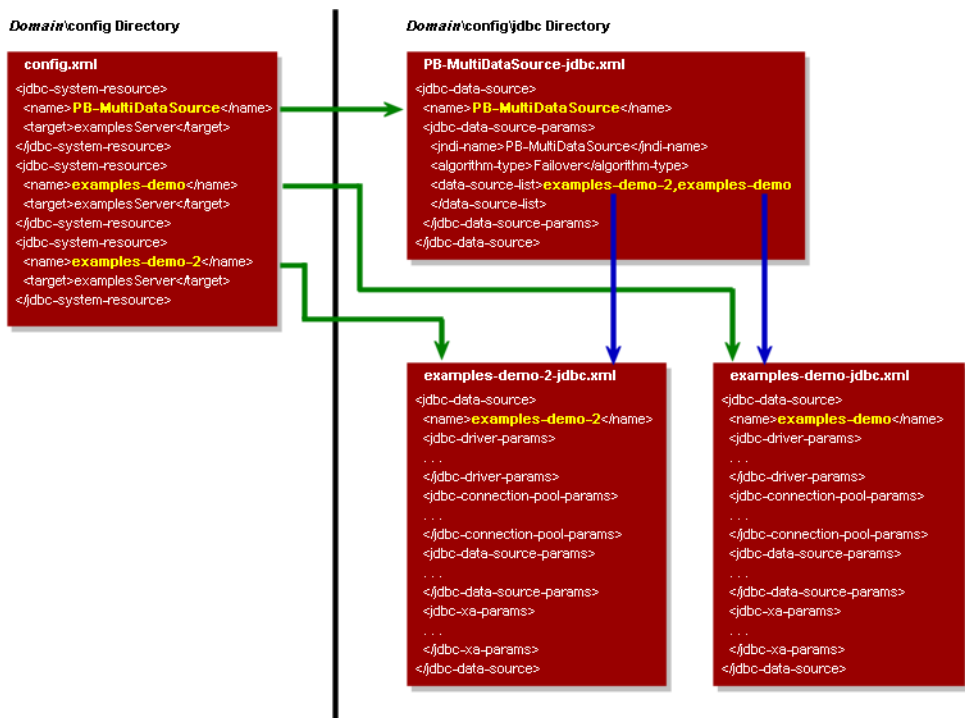 Domain\config Directory
config.xml
<jdbc-system-resource>
<name>PB-MultiDataSource</name>
<target>examplesServer</target>
</jdbc-system-resource>
<jdbc-system-resource>
<name>examples-demo</name>
<target>examplesServer</target>
</jdbc-system-resource>
<jdbc-system-resource>
<name>examples-demo-2</name>
<target>examplesServer</target>
</jdbc-system-resource>
Domain\config\jdbc Directory
PB-MultiDataSource-jdbc.xml
<jdbc-data-source>
<name>PB-MultiDataSource</name>
<jdbc-data-source-params>
<jndi-name>PB-MultiDataSource</jndi-name>
<algorithm-type>Failover</algorithm-type>
<data-source-list>examples-demo-2,examples-demo
</data-source-list>
</jdbc-data-source-params>
</jdbc-data-source>
examples-demo-2-jdbc.xml
<jdbc-data-source>
<name>examples-demo-2</name>
<jdbc-driver-params>
. . .
</jdbc-driver-params>
<jdbc-connection-pool-params>
. . .
</jdbc-connection-pool-params>
<jdbc-data-source-params>
. . .
</jdbc-data-source-params>
<jdbc-xa-params>
. . .
</jdbc-xa-params>
</jdbc-data-source>
examples-demo-jdbc.xml
<jdbc-data-source>
<name>examples-demo</name>
<jdbc-driver-params>
. . .
</jdbc-driver-params>
<jdbc-connection-pool-params>
. . .
</jdbc-connection-pool-params>
<jdbc-data-source-params>
. . .
</jdbc-data-source-params>
<jdbc-xa-params>
. . .
</jdbc-xa-params>
</jdbc-data-source>